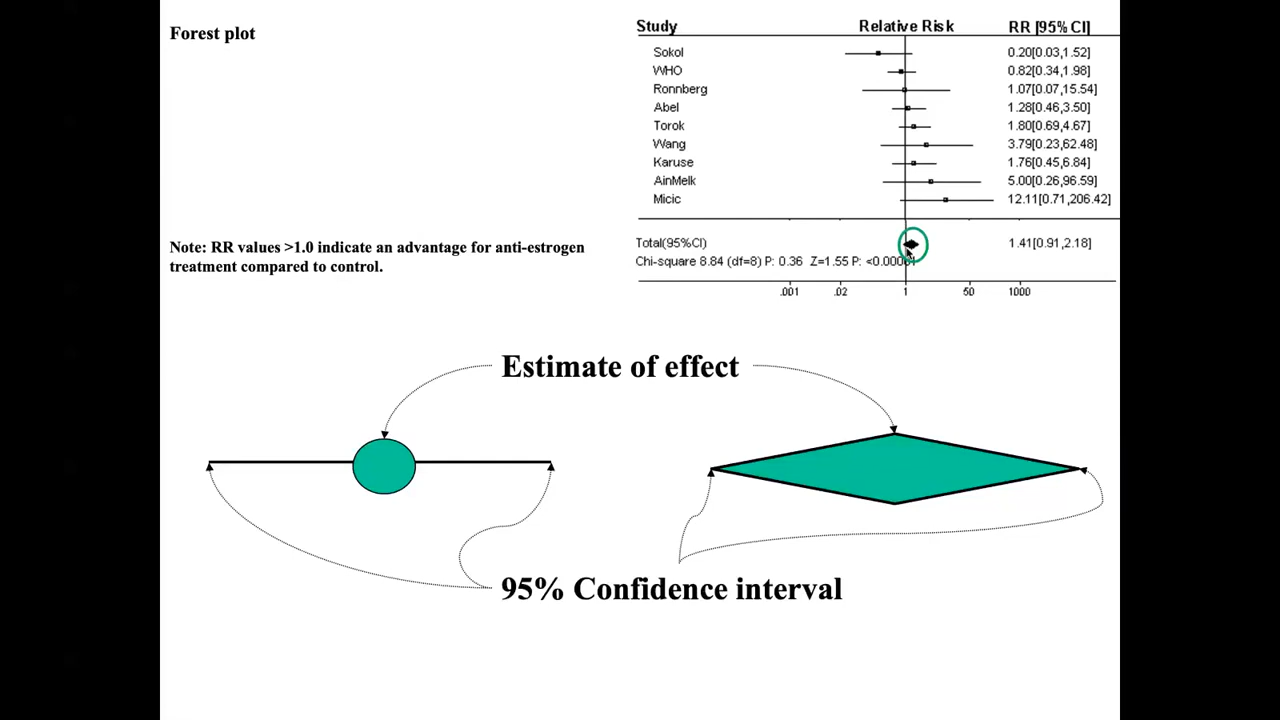 Forest plot
Study Relative Risk RR [95% CI]
Sokol 0.20[0.03,1.52]
WHO 0.82[0.34,1.98]
Ronnberg 1.07[0.07,15.54]
Abel 1.28[0.46,3.50]
Torok 1.80[0.69,4.67]
Wang 3.79[0.23,62.48]
Karuse 1.76[0.45,6.84]
AinMelk 5.00[0.26,96.59]
Micic 12.11[0.71,206.42]
Note: RR values >1.0 indicate an advantage for anti-estrogen
treatment compared to control.
Total(95%CI) 1.41[0.91,2.18]
Chi-square 8.84 (df=8) P: 0.36 Z=1.55 P: <0.00001
.001 .02 1 50 1000
Estimate of effect
95% Confidence interval